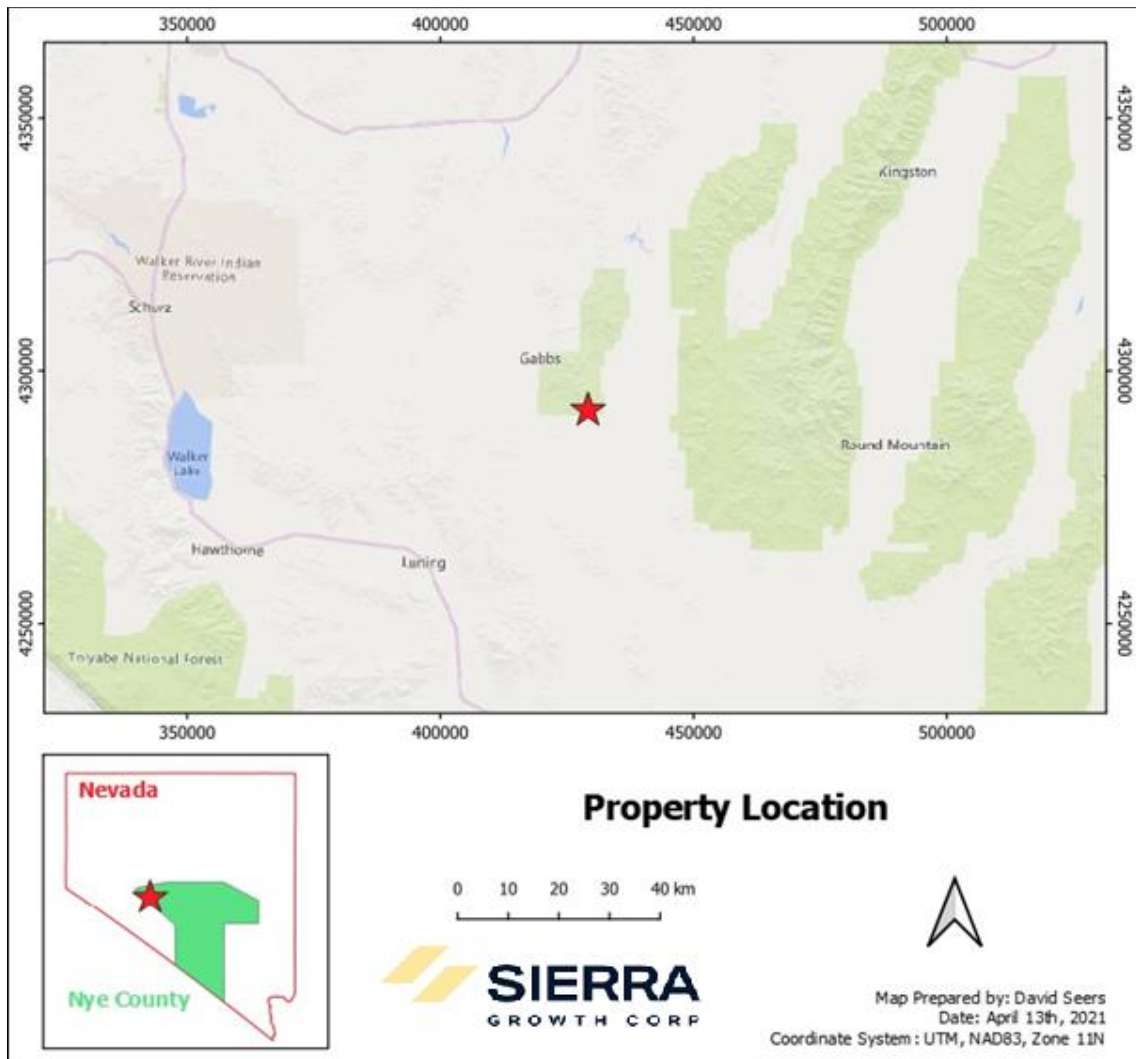 350000 400000 450000 500000
4350000
4350000
Kingston
Walker River Indian
Reservation
Schurz
Gabbs
4300000
4300000
Walker
Lake
Round Mountain
Hawthorne
Luning
4250000
4250000
Toiyabe National Forest
350000 400000 450000 500000
Nevada
Nye County
Property Location
0 10 20 30 40 km
SIERRA
GROWTH CORP
Map Prepared by: David Seers
Date: April 13th, 2021
Coordinate System : UTM, NAD83, Zone 11N